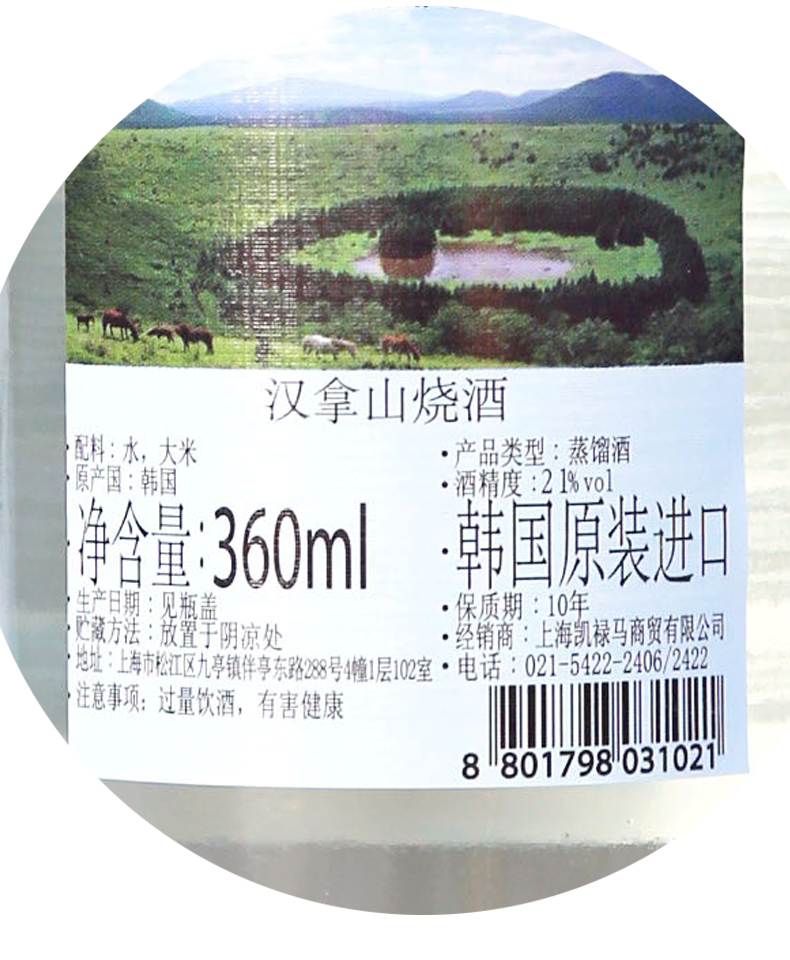 汉拿山烧酒
·配料：水，大米
·产品类型：蒸馏酒
·原产国：韩国
·酒精度：21%vol
·净含量：360ml
·韩国原装进口
·生产日期：见瓶盖
·保质期：10年
·贮藏方法：放置于阴凉处
·经销商：上海凯禄马商贸有限公司
·地址：上海市松江区九亭镇伴亭东路288号4幢1层102室
·电话：021-5422-2406/2422
·注意事项：过量饮酒，有害健康
8 801798 031021